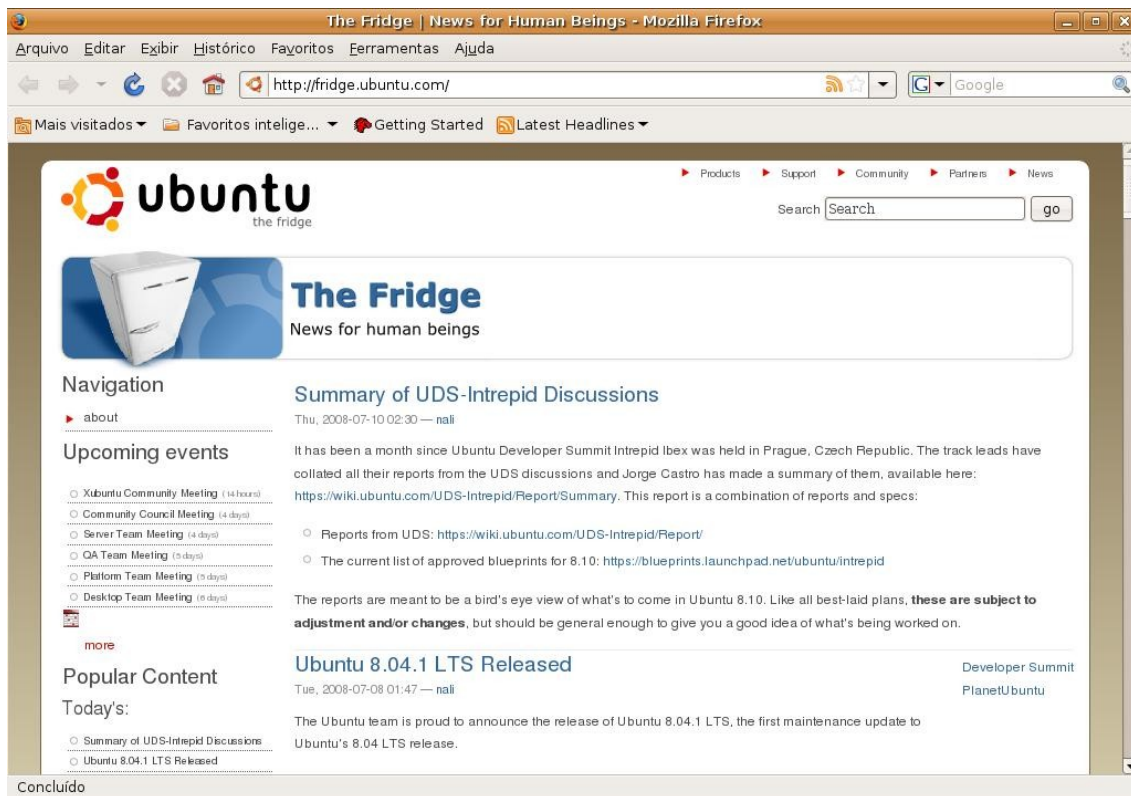 The Fridge | News for Human Beings - Mozilla Firefox
Arquivo Editar Exibir Histórico Favoritos Ferramentas Ajuda
http://fridge.ubuntu.com/
G Google
Mais visitados Favoritos intelige... Getting Started Latest Headlines
ubuntu
the fridge
Products Support Community Partners News
Search Search go
The Fridge
News for human beings
Navigation
about
Upcoming events
Xubuntu Community Meeting (14 hours)
Community Council Meeting (4 days)
Server Team Meeting (4 days)
QA Team Meeting (5 days)
Platform Team Meeting (5 days)
Desktop Team Meeting (6 days)
more
Popular Content
Today's:
Summary of UDS-Intrepid Discussions
Ubuntu 8.04.1 LTS Released
Summary of UDS-Intrepid Discussions
Thu, 2008-07-10 02:30 — nali
It has been a month since Ubuntu Developer Summit Intrepid Ibex was held in Prague, Czech Republic. The track leads have
collated all their reports from the UDS discussions and Jorge Castro has made a summary of them, available here:
https://wiki.ubuntu.com/UDS-Intrepid/Report/Summary. This report is a combination of reports and specs:
Reports from UDS: https://wiki.ubuntu.com/UDS-Intrepid/Report/
The current list of approved blueprints for 8.10: https://blueprints.launchpad.net/ubuntu/intrepid
The reports are meant to be a bird's eye view of what's to come in Ubuntu 8.10. Like all best-laid plans, these are subject to
adjustment and/or changes, but should be general enough to give you a good idea of what's being worked on.
Ubuntu 8.04.1 LTS Released
Tue, 2008-07-08 01:47 — nali
Developer Summit
PlanetUbuntu
The Ubuntu team is proud to announce the release of Ubuntu 8.04.1 LTS, the first maintenance update to
Ubuntu's 8.04 LTS release.
Concluído